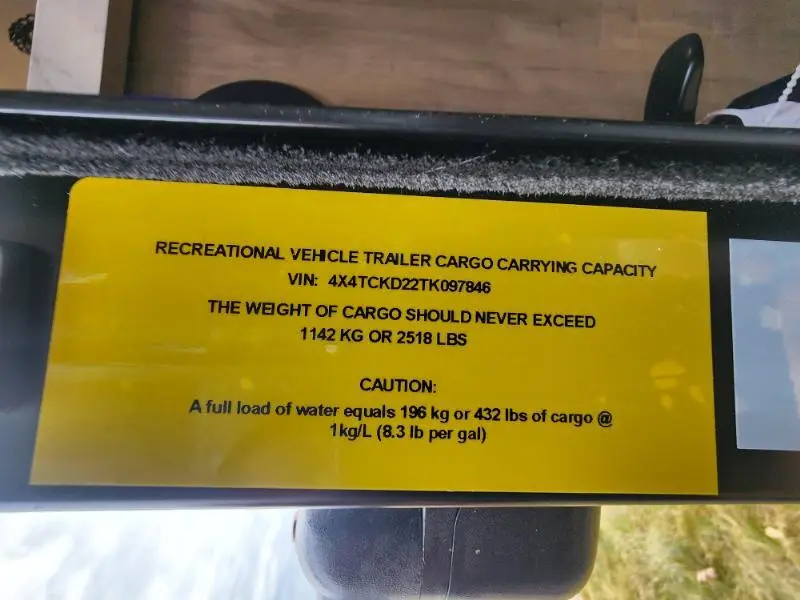 RECREATIONAL VEHICLE TRAILER CARGO CARRYING CAPACITY
VIN: 4X4TCKD22TK097846
THE WEIGHT OF CARGO SHOULD NEVER EXCEED
1142 KG OR 2518 LBS
CAUTION:
A full load of water equals 196 kg or 432 lbs of cargo @
1kg/L (8.3 lb per gal)